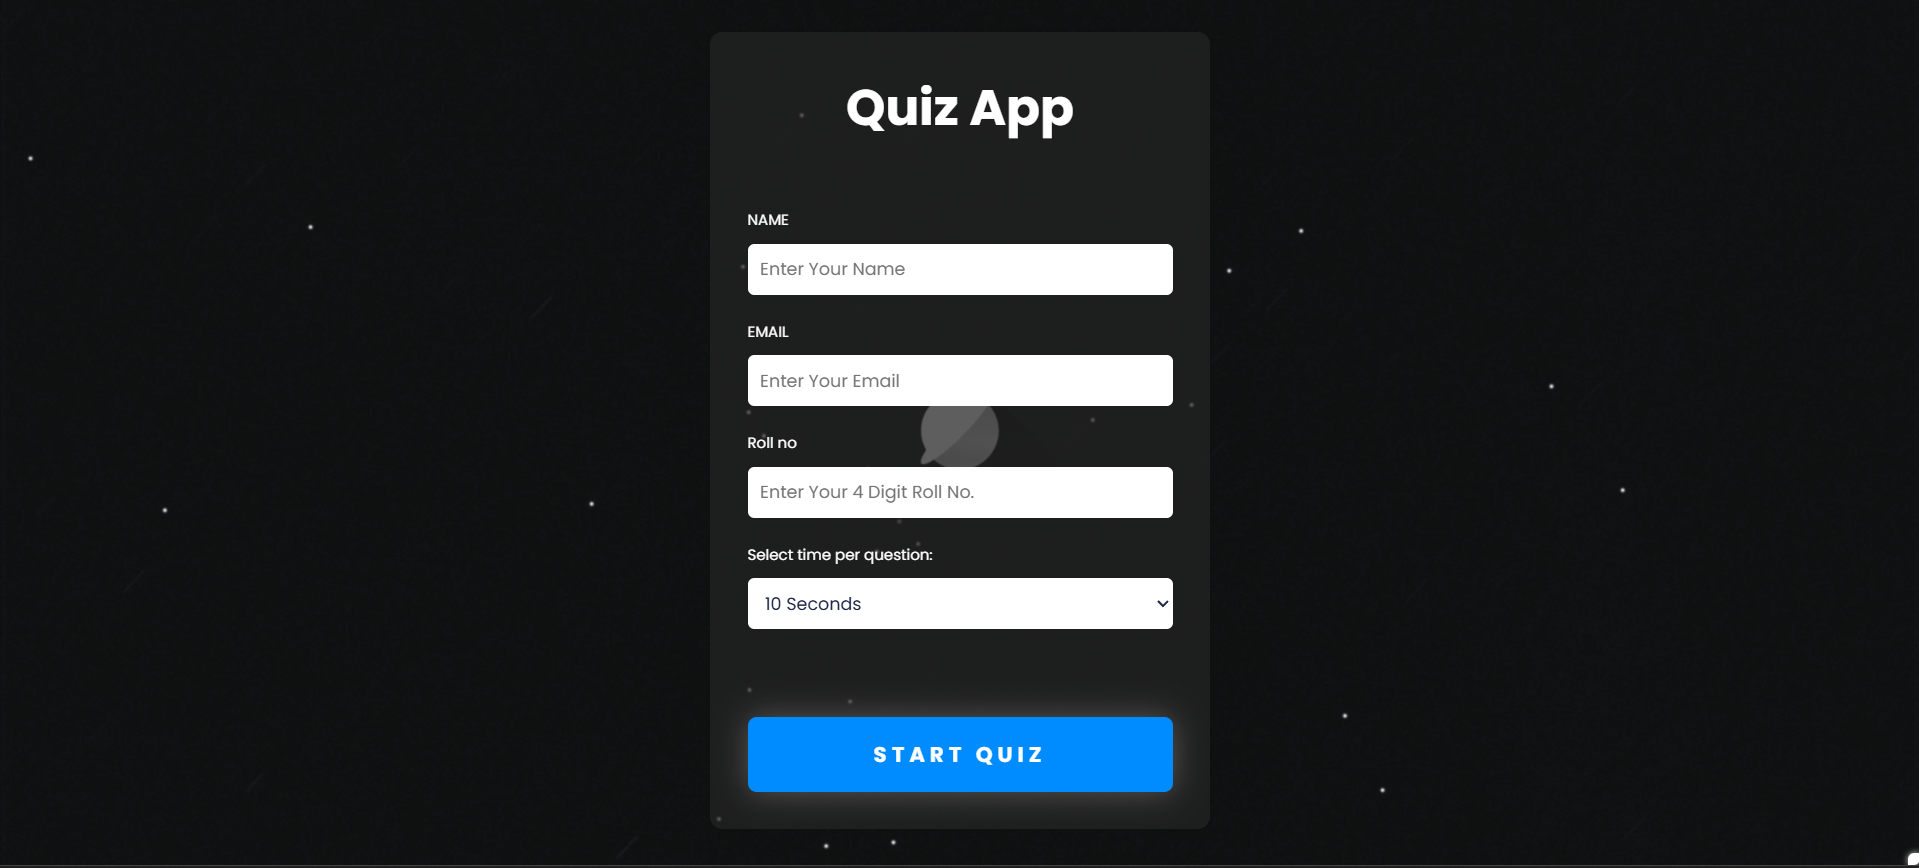 Quiz App
NAME
Enter Your Name
EMAIL
Enter Your Email
Roll no
Enter Your 4 Digit Roll No.
Select time per question:
10 Seconds
START QUIZ